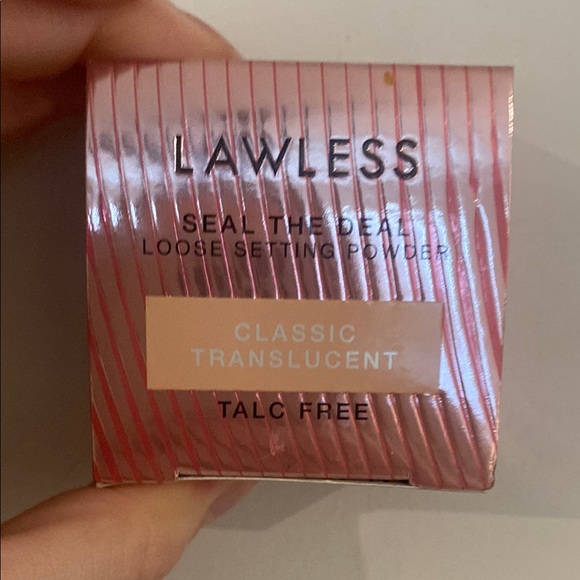 LAWLESS
SEAL THE DEAL
LOOSE SETTING POWDER
CLASSIC
TRANSLUCENT
TALC FREE